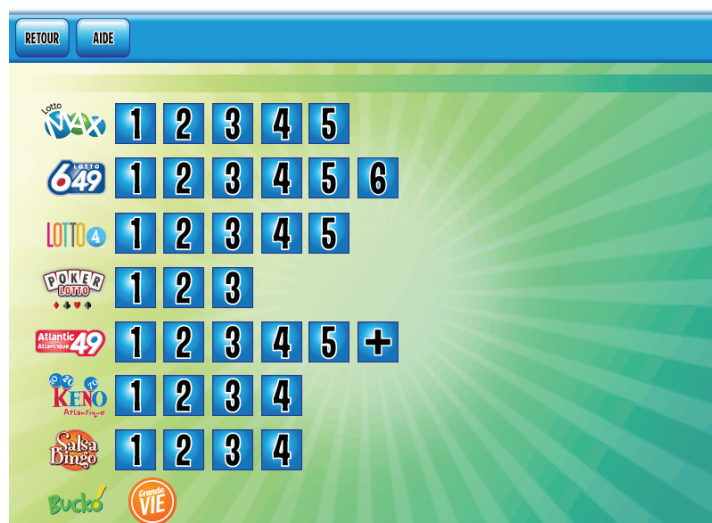 RETOUR AIDE
Lotto MAX 1 2 3 4 5
LOTTO 6/49 1 2 3 4 5 6
LOTTO 4 1 2 3 4 5
POKER LOTTO 1 2 3
Atlantic Atlantique 49 1 2 3 4 5 +
KENO Atlantique 1 2 3 4
Salsa Bingo 1 2 3 4
Bucko Grande VIE